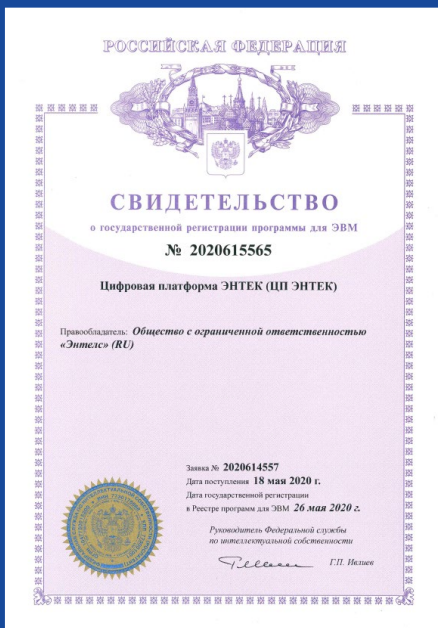 РОССИЙСКАЯ ФЕДЕРАЦИЯ
СВИДЕТЕЛЬСТВО
о государственной регистрации программы для ЭВМ
№ 2020615565
Цифровая платформа ЭНТЕК (ЦП ЭНТЕК)
Правообладатель: Общество с ограниченной ответственностью
«Энтелс» (RU)
Заявка № 2020614557
Дата поступления 18 мая 2020 г.
Дата государственной регистрации
в Реестре программ для ЭВМ 26 мая 2020 г.
Руководитель Федеральной службы
по интеллектуальной собственности
Г.П. Ивлиев